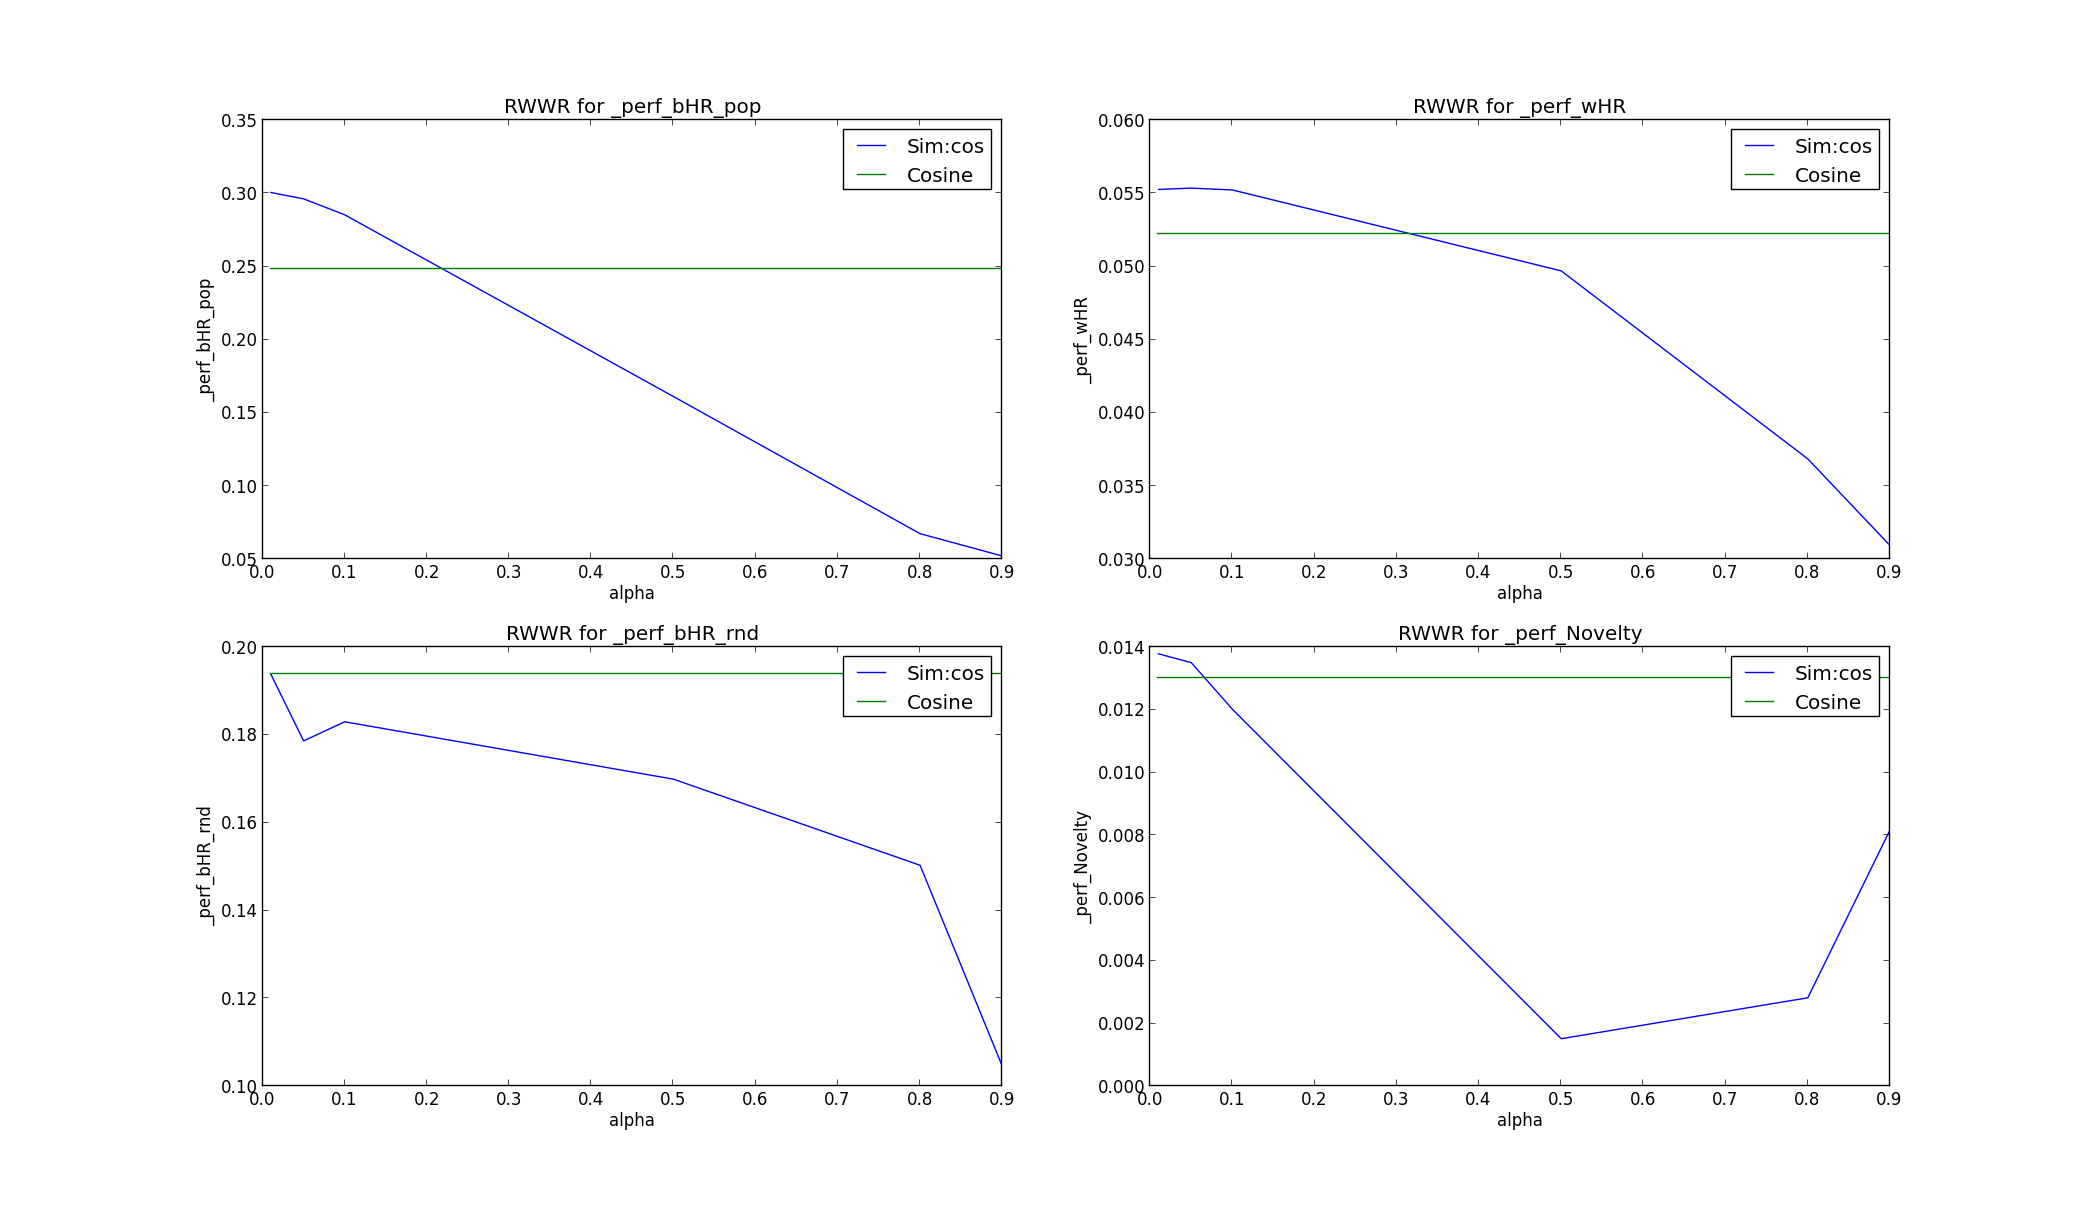 RWWR for _perf_bHR_pop
0.35
0.30
0.25
0.20
0.15
0.10
0.05
_perf_bHR_pop
Sim:cos
Cosine
0.0 0.1 0.2 0.3 0.4 0.5 0.6 0.7 0.8 0.9
alpha
RWWR for _perf_wHR
0.060
0.055
0.050
0.045
0.040
0.035
0.030
_perf_wHR
Sim:cos
Cosine
0.0 0.1 0.2 0.3 0.4 0.5 0.6 0.7 0.8 0.9
alpha
RWWR for _perf_bHR_rnd
0.20
0.18
0.16
0.14
0.12
0.10
_perf_bHR_rnd
Sim:cos
Cosine
0.0 0.1 0.2 0.3 0.4 0.5 0.6 0.7 0.8 0.9
alpha
RWWR for _perf_Novelty
0.014
0.012
0.010
0.008
0.006
0.004
0.002
0.000
_perf_Novelty
Sim:cos
Cosine
0.0 0.1 0.2 0.3 0.4 0.5 0.6 0.7 0.8 0.9
alpha